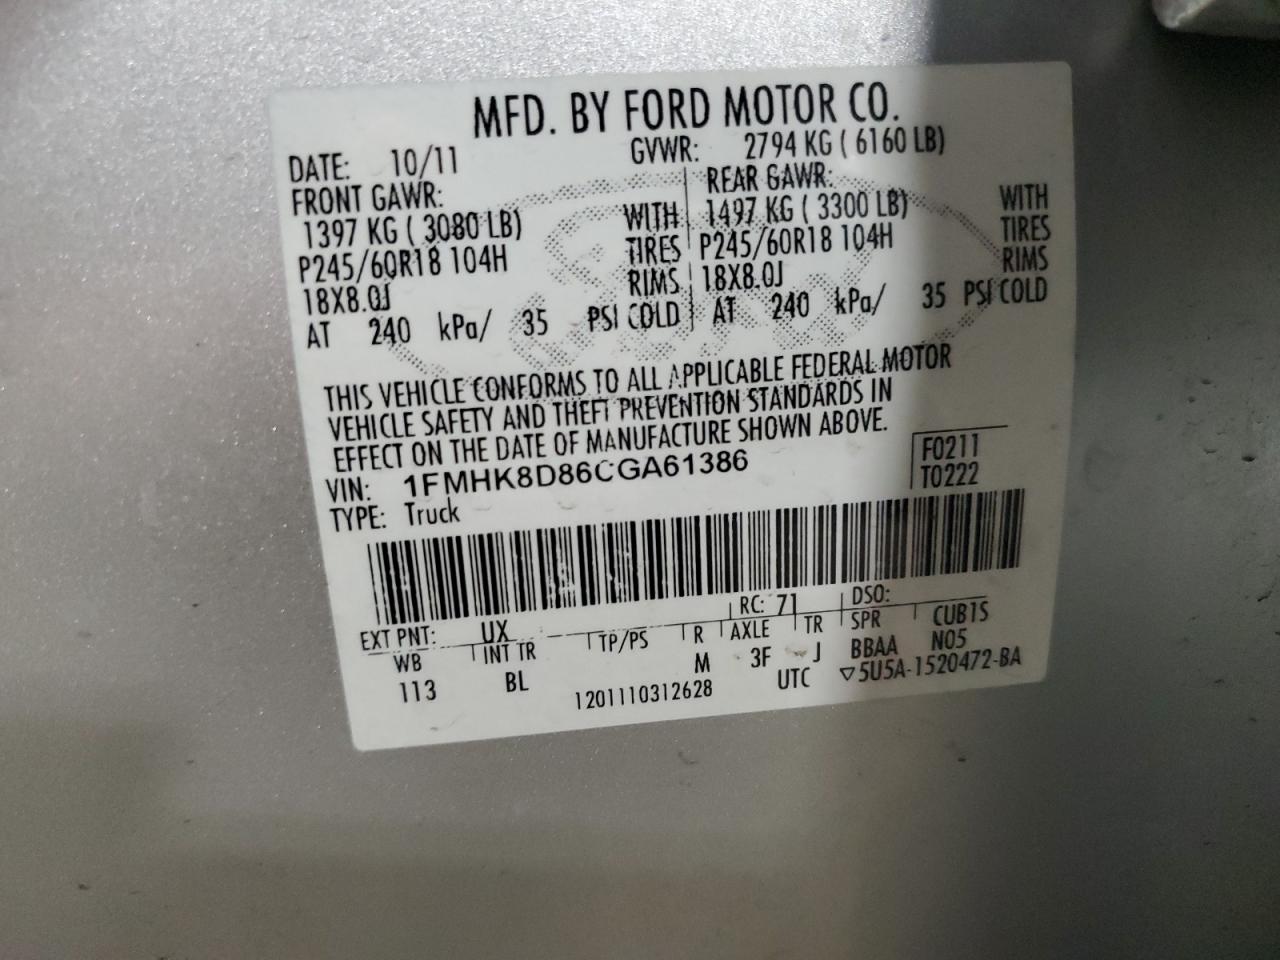 MFD. BY FORD MOTOR CO.
DATE: 10/11 GVWR: 2794 KG ( 6160 LB)
FRONT GAWR: REAR GAWR:
1397 KG ( 3080 LB) WITH 1497 KG ( 3300 LB) WITH
P245/60R18 104H TIRES P245/60R18 104H TIRES
18X8.0J RIMS 18X8.0J RIMS
AT 240 kPa/ 35 PSI COLD AT 240 kPa/ 35 PSI COLD
THIS VEHICLE CONFORMS TO ALL APPLICABLE FEDERAL MOTOR
VEHICLE SAFETY AND THEFT PREVENTION STANDARDS IN
EFFECT ON THE DATE OF MANUFACTURE SHOWN ABOVE.
VIN: 1FMHK8D86CGA61386 F0211
TYPE: Truck T0222
EXT PNT: UX RC: 71 DSO:
WB INT TR TP/PS R AXLE TR SPR CUB1S
113 BL M 3F J BBAA N05
1201110312628 UTC ▽5U5A-1520472-BA